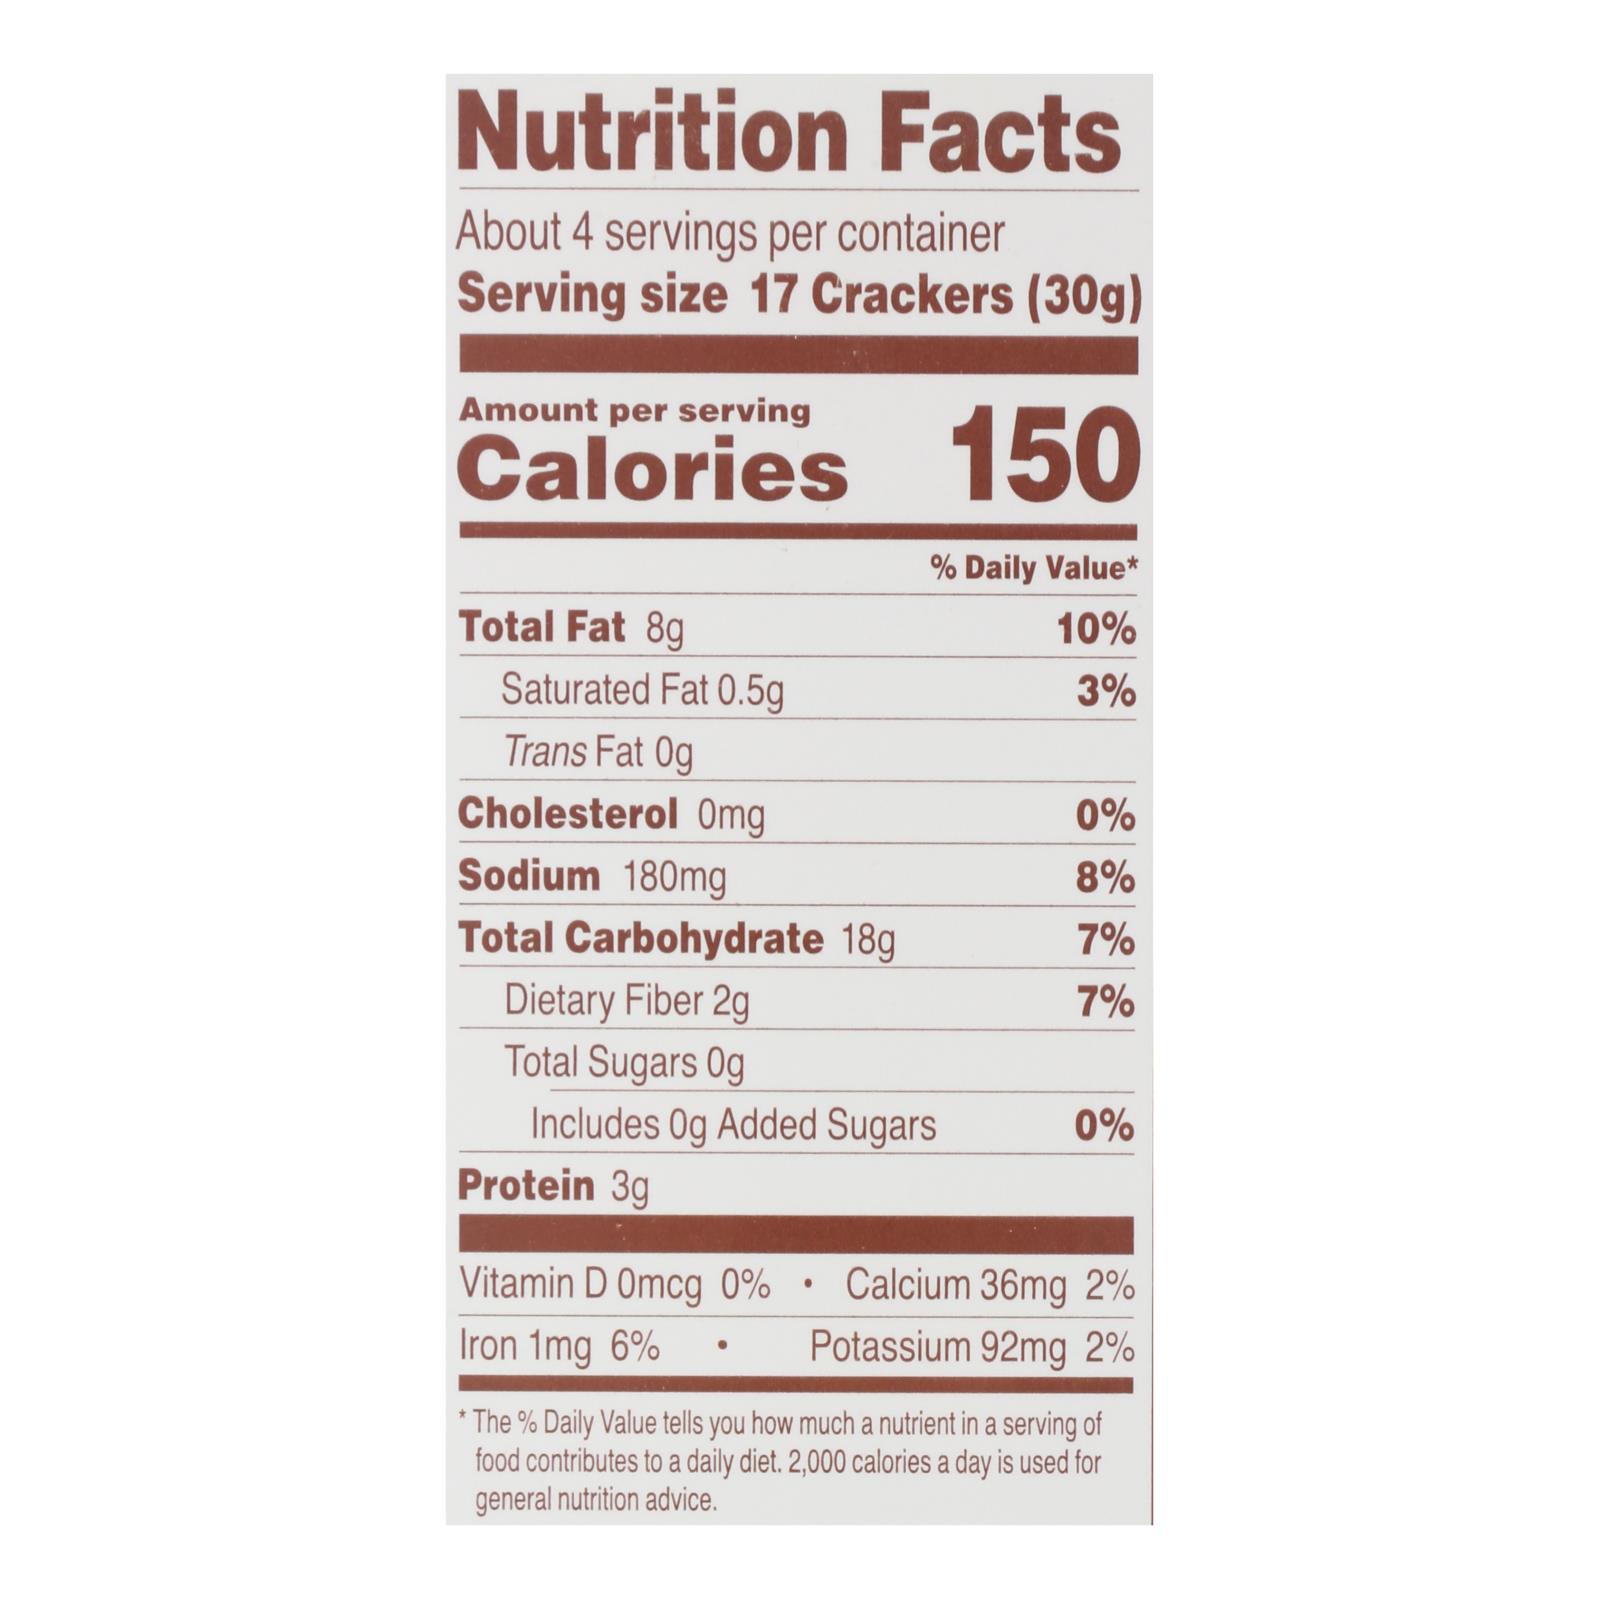 Nutrition Facts
About 4 servings per container
Serving size 17 Crackers (30g)
Amount per serving
Calories 150
% Daily Value*
Total Fat 8g 10%
Saturated Fat 0.5g 3%
Trans Fat 0g
Cholesterol 0mg 0%
Sodium 180mg 8%
Total Carbohydrate 18g 7%
Dietary Fiber 2g 7%
Total Sugars 0g
Includes 0g Added Sugars 0%
Protein 3g
Vitamin D 0mcg 0% • Calcium 36mg 2%
Iron 1mg 6% • Potassium 92mg 2%
* The % Daily Value tells you how much a nutrient in a serving of
food contributes to a daily diet. 2,000 calories a day is used for
general nutrition advice.